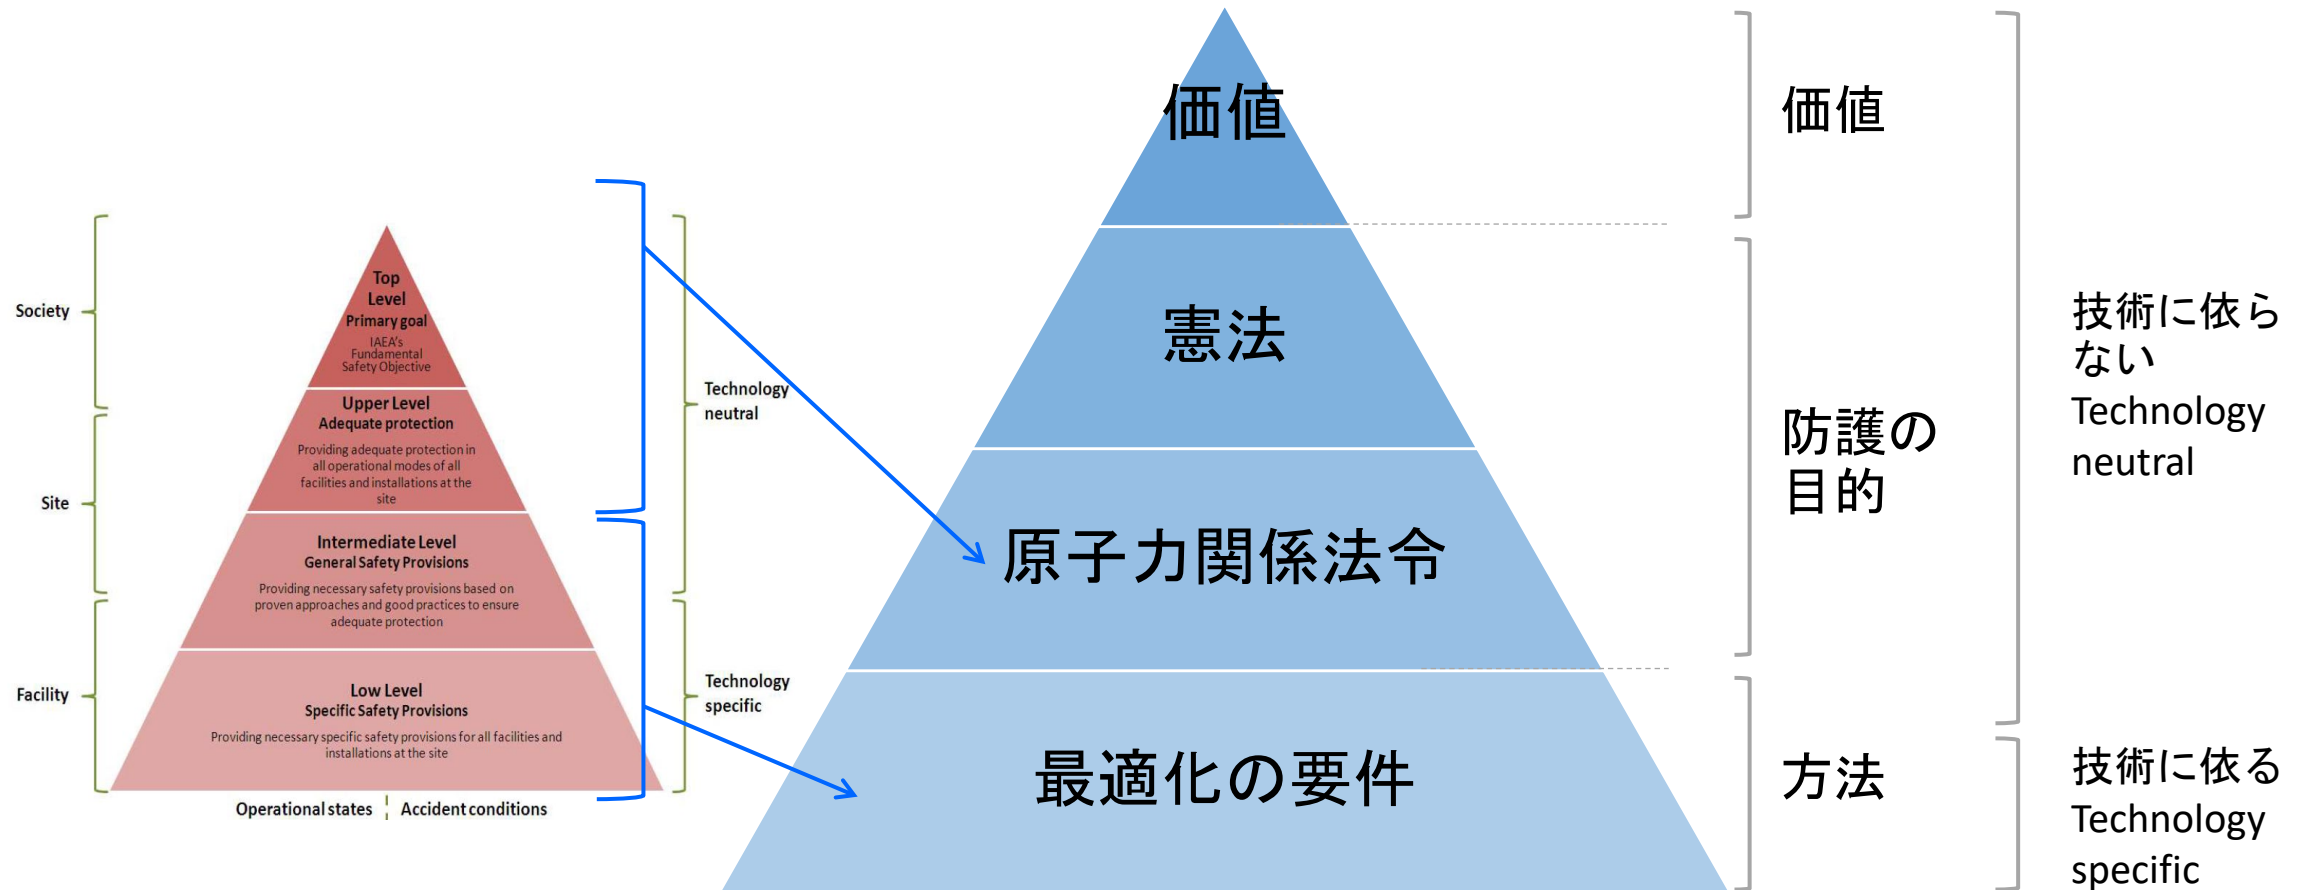 Society
Site
Facility
Top
Level
Primary goal
IAEA's
Fundamental
Safety Objective
Upper Level
Adequate protection
Providing adequate protection in
all operational modes of all
facilities and installations at the
site
Intermediate Level
General Safety Provisions
Providing necessary safety provisions based on
proven approaches and good practices to ensure
adequate protection
Low Level
Specific Safety Provisions
Providing necessary specific safety provisions for all facilities and
installations at the site
Operational states
Accident conditions
Technology
neutral
Technology
specific
価値
憲法
原子力関係法令
最適化の要件
価値
防護の
目的
方法
技術に依ら
ない
Technology
neutral
技術に依る
Technology
specific